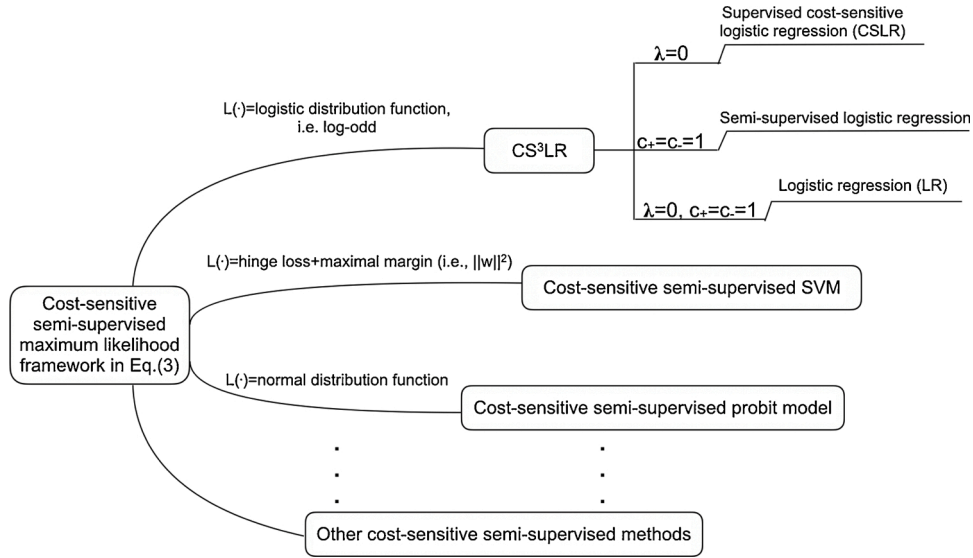 Supervised cost-sensitive
logistic regression (CSLR)
λ=0
L(·)=logistic distribution function,
i.e. log-odd
Semi-supervised logistic regression
CS³LR
c₊=c₋=1
Logistic regression (LR)
λ=0, c₊=c₋=1
L(·)=hinge loss+maximal margin (i.e., ||w||²)
Cost-sensitive semi-supervised SVM
Cost-sensitive
semi-supervised
maximum likelihood
framework in Eq.(3)
L(·)=normal distribution function
Cost-sensitive semi-supervised probit model
Other cost-sensitive semi-supervised methods